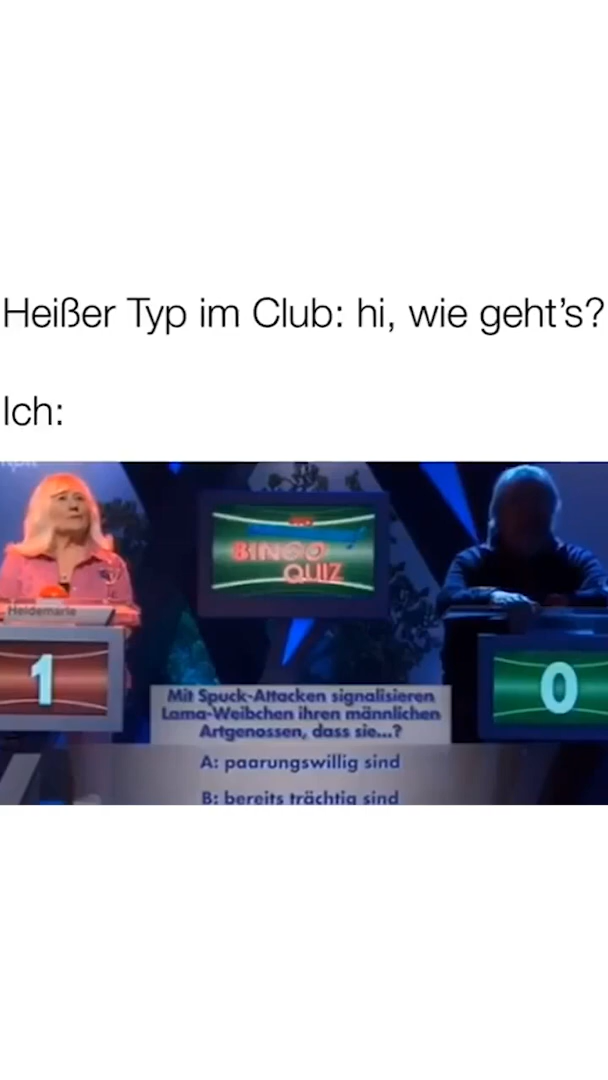 Heißer Typ im Club: hi, wie geht's?
Ich:
BINGO
QUIZ
Heidemarie
1
0
Mit Spuck-Attacken signalisieren
Lama-Weibchen ihren männlichen
Artgenossen, dass sie...?
A: paarungswillig sind
B: bereits trächtig sind